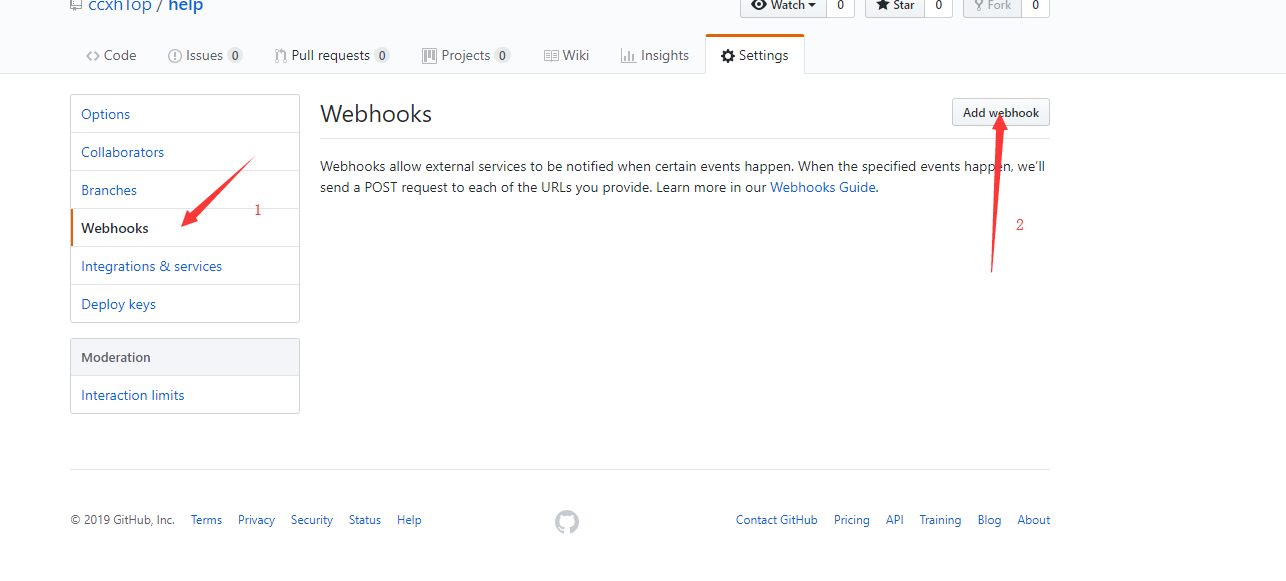 ccxhTop / help
Watch 0 Star 0 Fork 0
Code Issues 0 Pull requests 0 Projects 0 Wiki Insights Settings
Options
Collaborators
Branches
Webhooks
Integrations & services
Deploy keys
Moderation
Interaction limits
1
Webhooks
Add webhook
Webhooks allow external services to be notified when certain events happen. When the specified events happen, we'll
send a POST request to each of the URLs you provide. Learn more in our Webhooks Guide.
2
© 2019 GitHub, Inc. Terms Privacy Security Status Help
Contact GitHub Pricing API Training Blog About